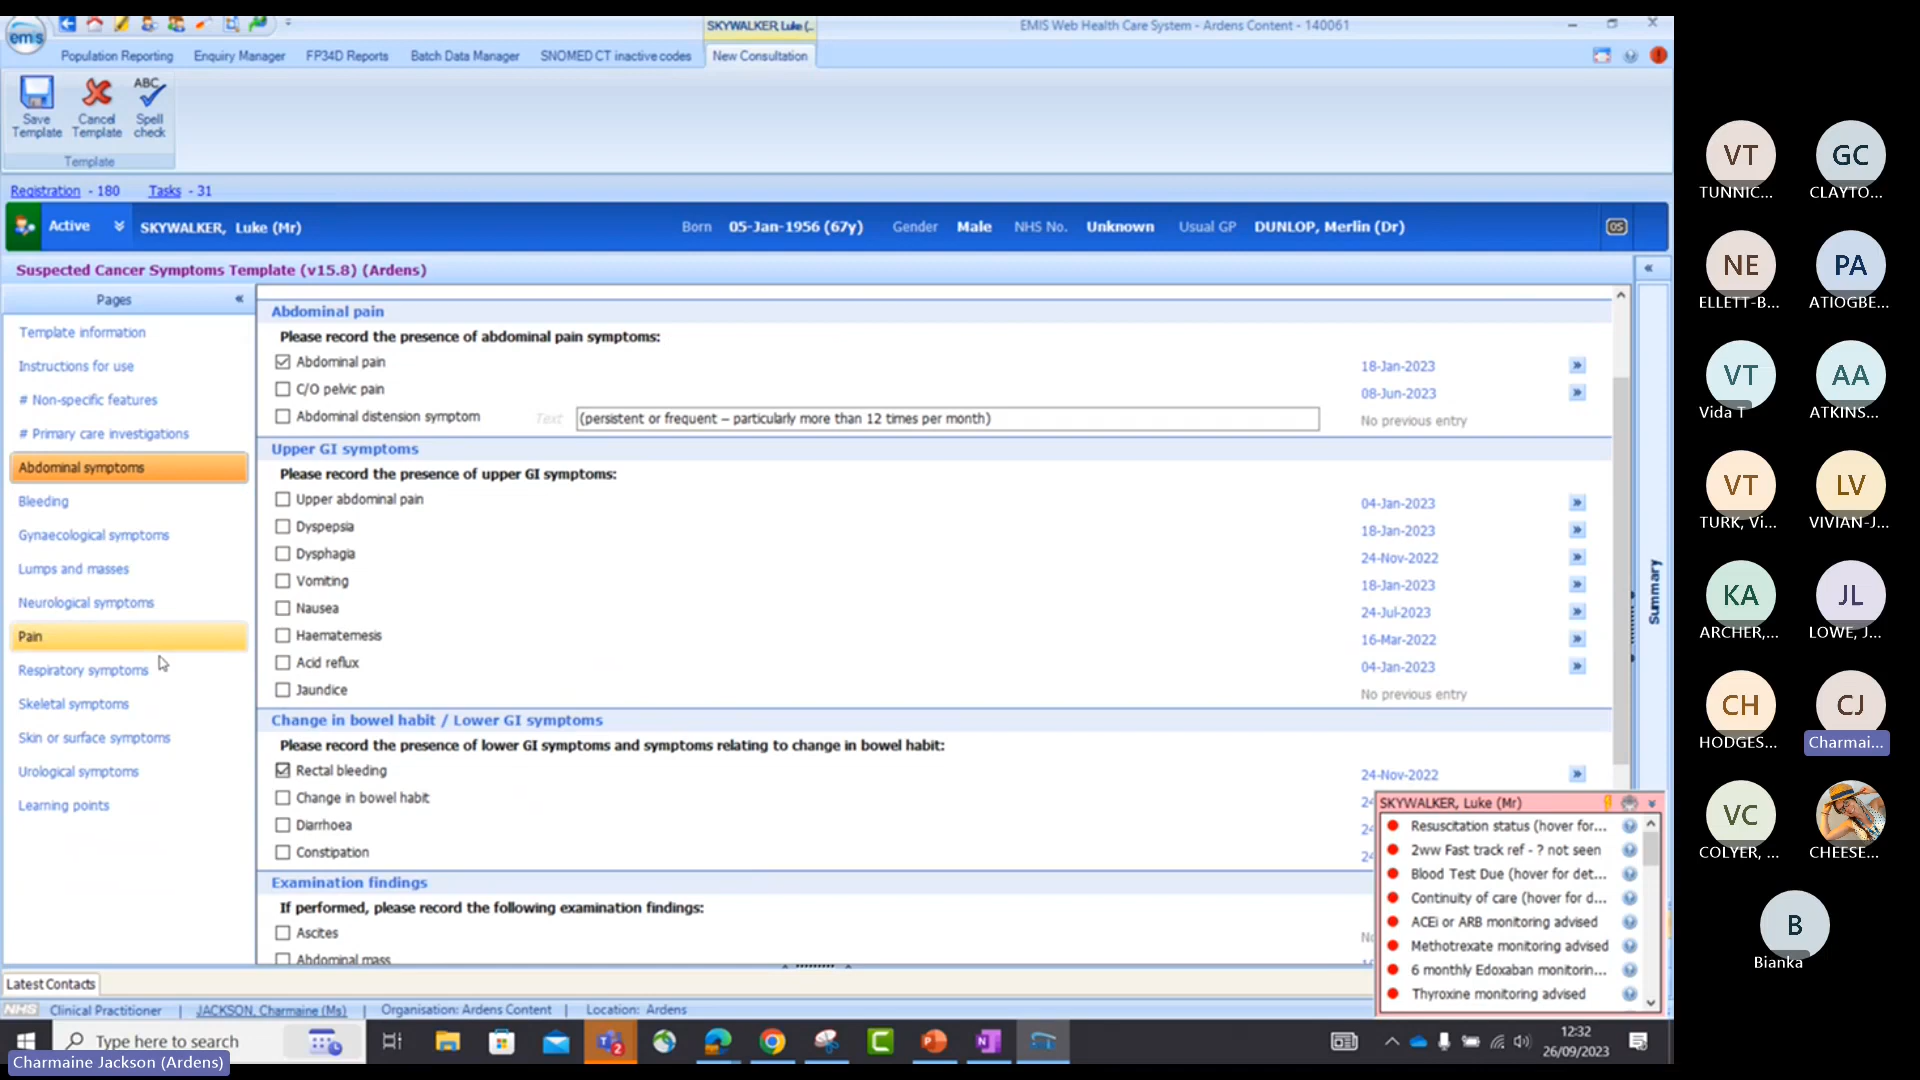 SKYWALKER, Luke (...
EMIS Web Health Care System - Ardens Content - 140061
emis
Population Reporting
Enquiry Manager
FP34D Reports
Batch Data Manager
SNOMED CT inactive codes
New Consultation
Save Template
Cancel Template
ABC
Spell check
Template
Registration - 180 Tasks - 31
Active
SKYWALKER, Luke (Mr)
Born 05-Jan-1956 (67y) Gender Male NHS No. Unknown Usual GP DUNLOP, Merlin (Dr)
OS
Suspected Cancer Symptoms Template (v15.8) (Ardens)
Pages
Template information
Instructions for use
# Non-specific features
# Primary care investigations
Abdominal symptoms
Bleeding
Gynaecological symptoms
Lumps and masses
Neurological symptoms
Pain
Respiratory symptoms
Skeletal symptoms
Skin or surface symptoms
Urological symptoms
Learning points
Abdominal pain
Please record the presence of abdominal pain symptoms:
Abdominal pain 18-Jan-2023
C/O pelvic pain 08-Jun-2023
Abdominal distension symptom Text (persistent or frequent – particularly more than 12 times per month) No previous entry
Upper GI symptoms
Please record the presence of upper GI symptoms:
Upper abdominal pain 04-Jan-2023
Dyspepsia 18-Jan-2023
Dysphagia 24-Nov-2022
Vomiting 18-Jan-2023
Nausea 24-Jul-2023
Haematemesis 16-Mar-2022
Acid reflux 04-Jan-2023
Jaundice No previous entry
Change in bowel habit / Lower GI symptoms
Please record the presence of lower GI symptoms and symptoms relating to change in bowel habit:
Rectal bleeding 24-Nov-2022
Change in bowel habit
Diarrhoea
Constipation
Examination findings
If performed, please record the following examination findings:
Ascites
Abdominal mass
Summary
SKYWALKER, Luke (Mr)
Resuscitation status (hover for...
2ww Fast track ref - ? not seen
Blood Test Due (hover for det...
Continuity of care (hover for d...
ACEi or ARB monitoring advised
Methotrexate monitoring advised
6 monthly Edoxaban monitorin...
Thyroxine monitoring advised
Latest Contacts
NHS Clinical Practitioner | JACKSON, Charmaine (Ms) | Organisation: Ardens Content | Location: Ardens
Type here to search
12:32
26/09/2023
Charmaine Jackson (Ardens)
VT
TUNNIC...
GC
CLAYTO...
NE
ELLETT-B...
PA
ATIOGBE...
VT
Vida T
AA
ATKINS...
VT
TURK, Vi...
LV
VIVIAN-J...
KA
ARCHER,...
JL
LOWE, J...
CH
HODGES...
CJ
Charmai...
VC
COLYER, ...
CHEESE...
B
Bianka